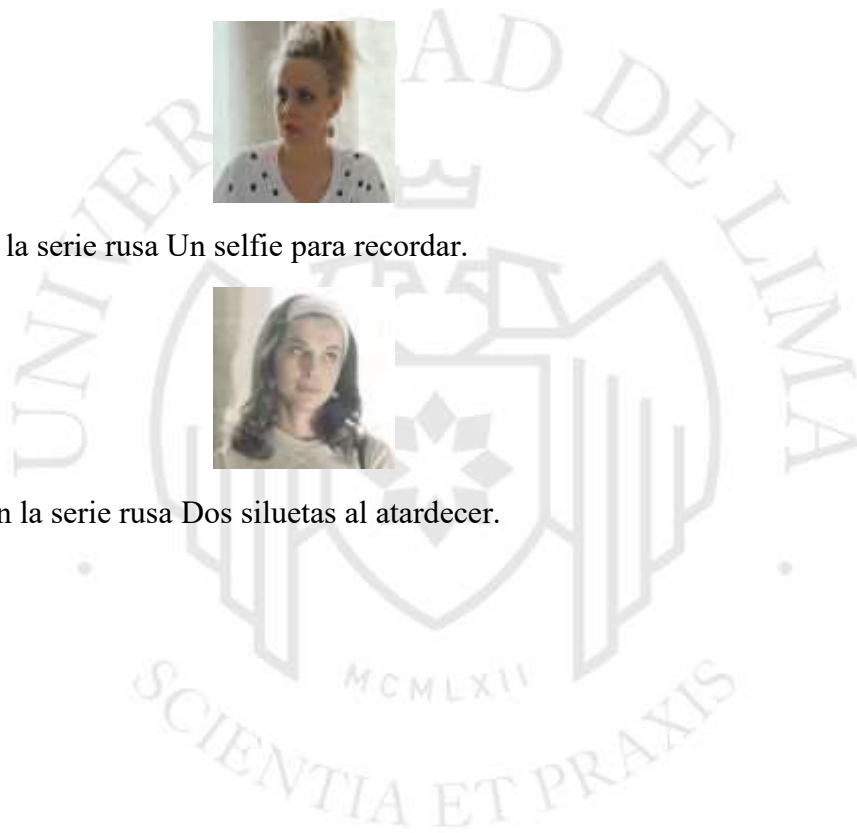 la serie rusa Un selfie para recordar.
n la serie rusa Dos siluetas al atardecer.
UNIVERSIDAD DE LIMA
MCMLXII
SCIENTIA ET PRAXIS